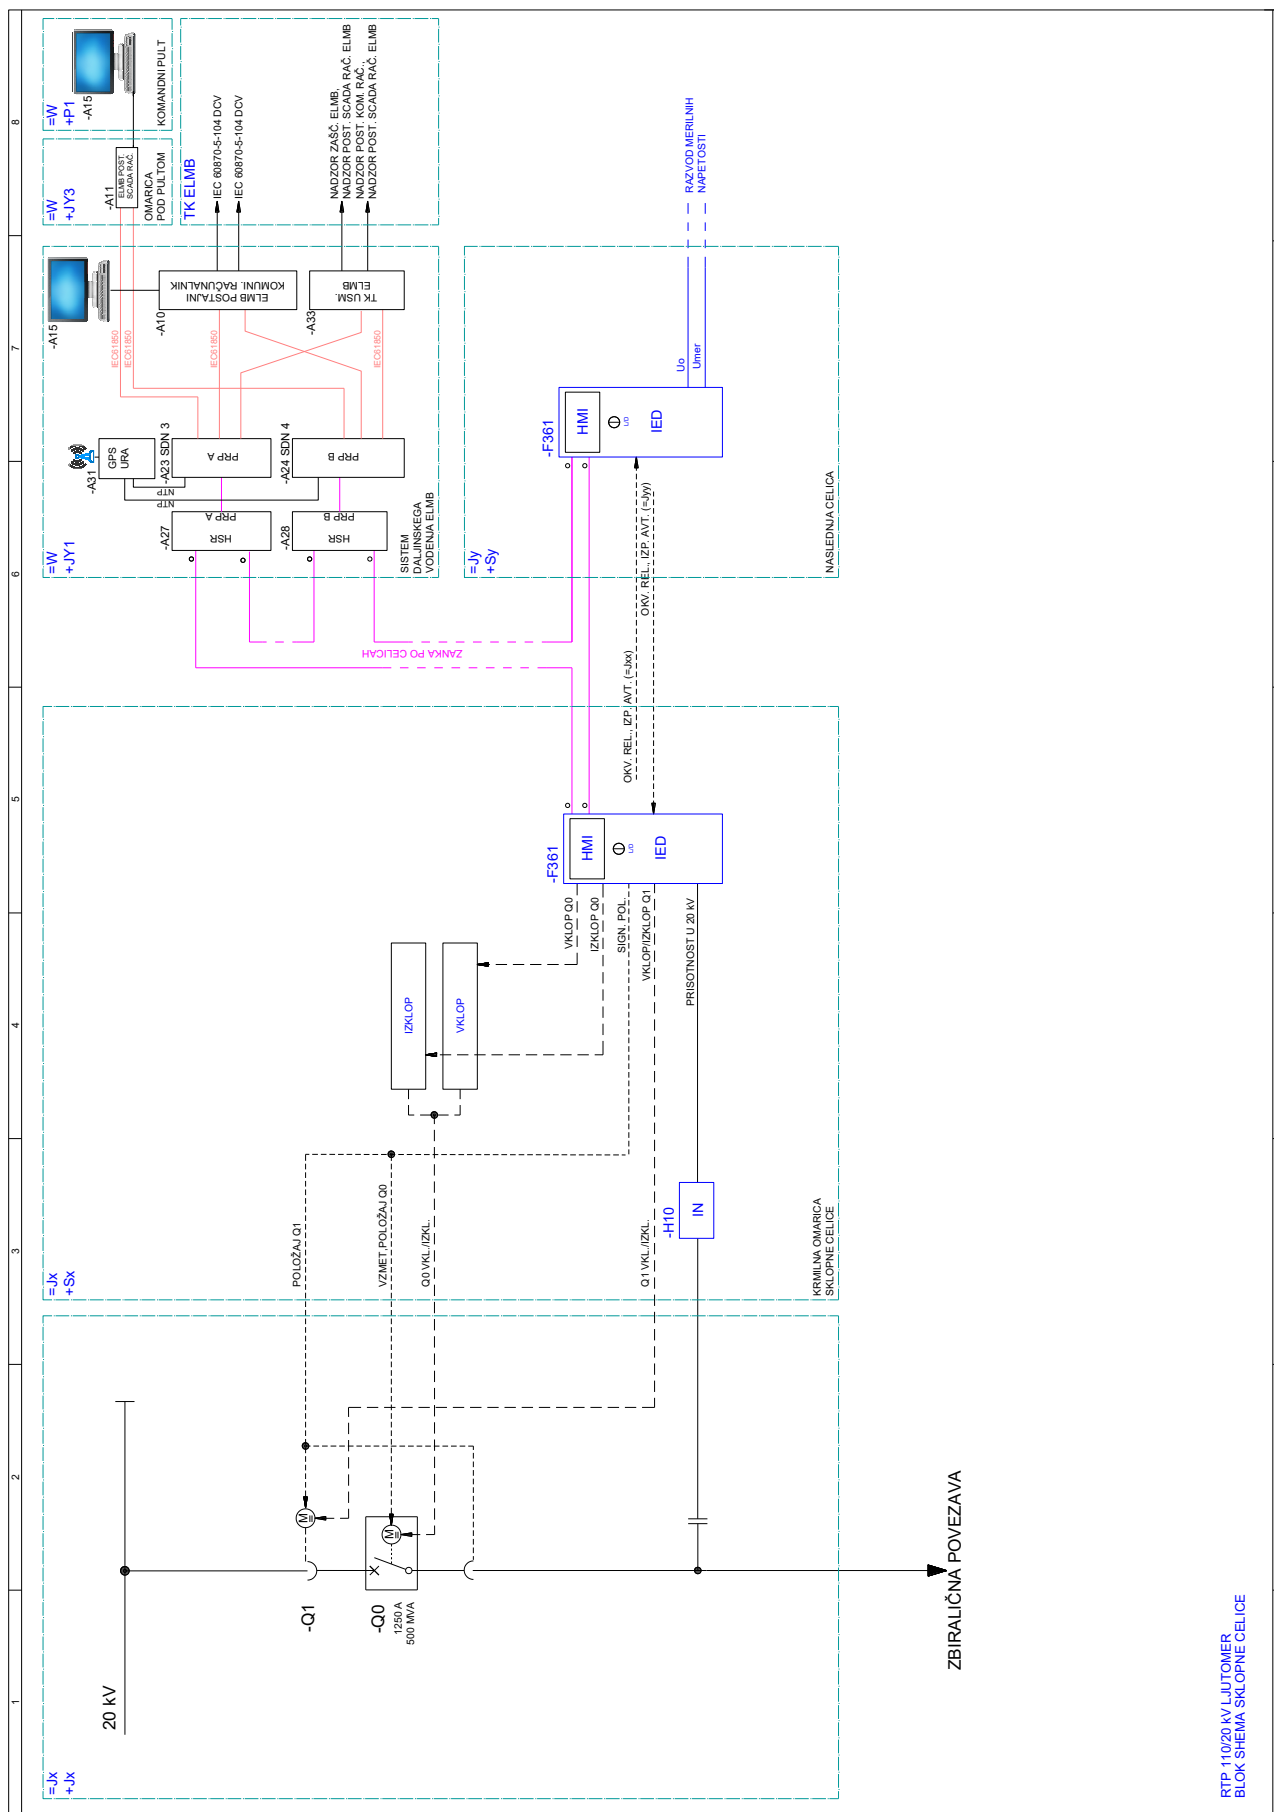 1
2
3
4
5
6
7
8
=Jx
+Jx
20 kV
-Q1
-Q0
1250 A
500 MVA
M
M
ZBIRALIČNA POVEZAVA
=Jx
+Sx
POLOŽAJ Q1
VZMET,POLOŽAJ Q0
Q0 VKL./IZKL.
Q1 VKL./IZKL.
-H10
IN
IZKLOP
VKLOP
VKLOP Q0
IZKLOP Q0
SIGN. POL.
VKLOP/IZKLOP Q1
PRISOTNOST U 20 kV
-F361
HMI
L/D
IED
KRMILNA OMARICA
SKLOPNE CELICE
OKV. REL., IZP. AVT. (=Jxx)
OKV. REL., IZP. AVT. (=Jyy)
ZANKA PO CELICAH
=W
+JY1
-A31
GPS
URA
NTP
NTP
-A27
HSR
PRP A
-A28
HSR
PRP B
-A23 SDN 3
PRP A
-A24 SDN 4
PRP B
IEC61850
IEC61850
IEC61850
-A15
-A10
ELMB POSTAJNI
KOMUNI. RAČUNALNIK
-A33
TK USM.
ELMB
SISTEM
DALJINSKEGA
VODENJA ELMB
=Jy
+Sy
-F361
HMI
L/D
IED
Uo
Umer
RAZVOD MERILNIH
NAPETOSTI
NASLEDNJA CELICA
=W
+JY3
-A11
ELMB POST.
SCADA RAČ.
OMARICA
POD PULTOM
=W
+P1
-A15
KOMANDNI PULT
TK ELMB
IEC 60870-5-104 DCV
IEC 60870-5-104 DCV
NADZOR ZAŠČ. ELMB,
NADZOR POST. SCADA RAČ. ELMB
NADZOR POST. KOM. RAČ.,
NADZOR POST. SCADA RAČ. ELMB
RTP 110/20 kV LJUTOMER
BLOK SHEMA SKLOPNE CELICE